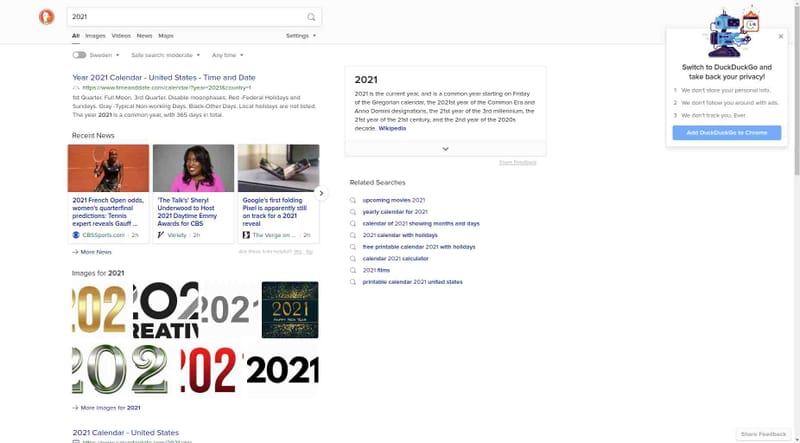 2021
All Images Videos News Maps Settings
Sweden Safe search: moderate Any time
Year 2021 Calendar - United States - Time and Date
https://www.timeanddate.com/calendar/?year=2021&country=1
1st Quarter. Full Moon. 3rd Quarter. Disable moonphases. Red -Federal Holidays and
Sundays. Gray -Typical Non-working Days. Black-Other Days. Local holidays are not listed.
The year 2021 is a common year, with 365 days in total.
Recent News
2021 French Open odds,
women's quarterfinal
predictions: Tennis
expert reveals Gauff ...
CBSSports.com · 2h
'The Talk's' Sheryl
Underwood to Host
2021 Daytime Emmy
Awards for CBS
Variety · 2h
Google's first folding
Pixel is apparently still
on track for a 2021
reveal
The Verge on ... · 2h
More News
Are these links helpful? Yes No
Images for 2021
202
202
CREATIV
2021
2021
HAPPY NEW YEAR
202
202
2021
More Images for 2021
2021 Calendar - United States
2021
2021 is the current year, and is a common year starting on Friday
of the Gregorian calendar, the 2021st year of the Common Era and
Anno Domini designations, the 21st year of the 3rd millennium, the
21st year of the 21st century, and the 2nd year of the 2020s
decade. Wikipedia
Share Feedback
Related Searches
upcoming movies 2021
yearly calendar for 2021
calendar of 2021 showing months and days
2021 calendar with holidays
free printable calendar 2021 with holidays
calendar 2021 calculator
2021 films
printable calendar 2021 united states
Switch to DuckDuckGo and
take back your privacy!
1 We don't store your personal info.
2 We don't follow you around with ads.
3 We don't track you. Ever.
Add DuckDuckGo to Chrome
Share Feedback